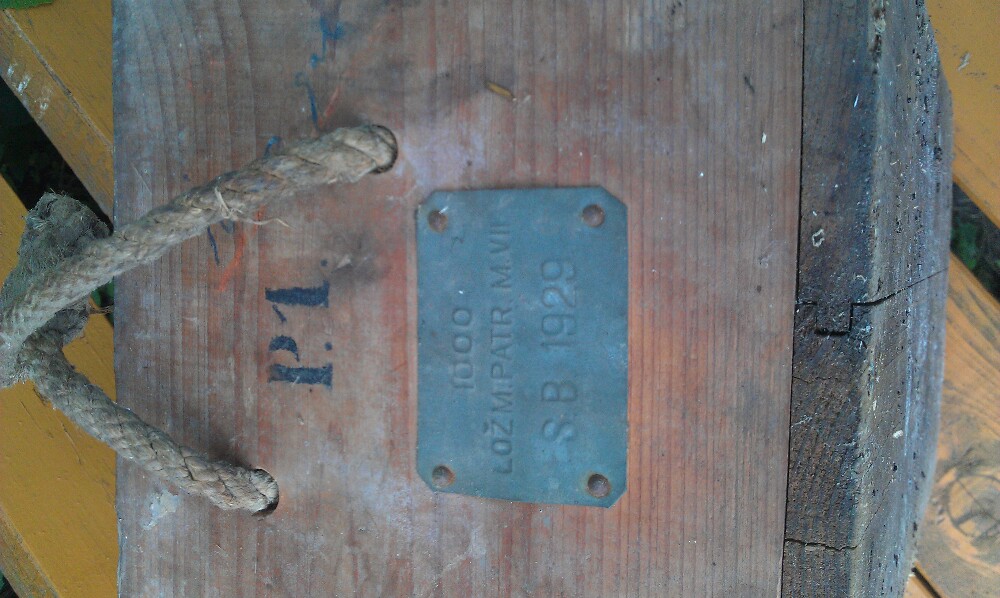 P.1
1000
LOŽ M.PATR M.VII
S.B 1929